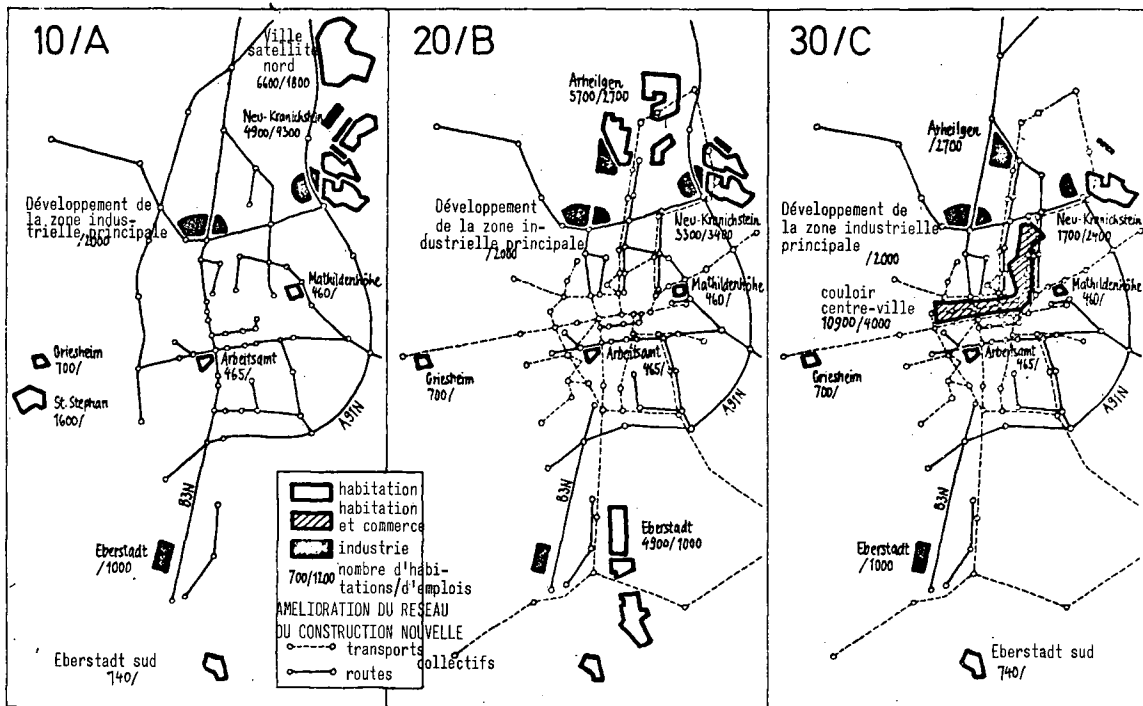 10/A
Ville
satellite
nord
6600/1800
Neu-Kranichstein
4900/9300
Développement de
la zone indus-
trielle principale
/2000
Mathildenhöhe
460/
Griesheim
700/
Arbeitsamt
465/
St. Stephan
1600/
A91N
B3N
Eberstadt
/1000
Eberstadt sud
740/
habitation
habitation
et commerce
industrie
700/1200
nombre d'habi-
tations/d'emplois
AMELIORATION DU RESEAU
OU CONSTRUCTION NOUVELLE
transports
collectifs
routes
20/B
Arheilgen
5700/2700
Développement
de la zone in-
dustrielle principale
/2000
Neu-Kranichstein
3300/3400
Mathildenhöhe
460/
Griesheim
700/
Arbeitsamt
465/
A91N
B3N
Eberstadt
4900/1000
30/C
Arheilgen
/2700
Développement de
la zone industrielle
principale
/2000
Neu-Kranichstein
1700/2400
couloir
centre-ville
10900/4000
Mathildenhöhe
460/
Griesheim
700/
Arbeitsamt
465/
A91N
B3N
Eberstadt
/1000
Eberstadt sud
740/